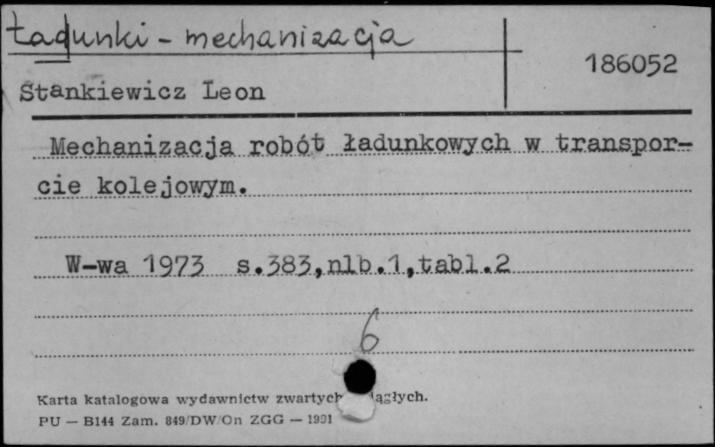 Ładunki - mechanizacja
186052
Stankiewicz Leon
Mechanizacja robót ładunkowych w transpor-
cie kolejowym.
W-wa 1973 s.383,nlb.1,tabl.2
6
Karta katalogowa wydawnictw zwartych
PU — B144 Zam. 849/DW/On ZGG — 1991